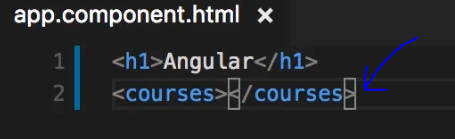 app.component.html ×
1 <h1>Angular</h1>
2 <courses></courses>